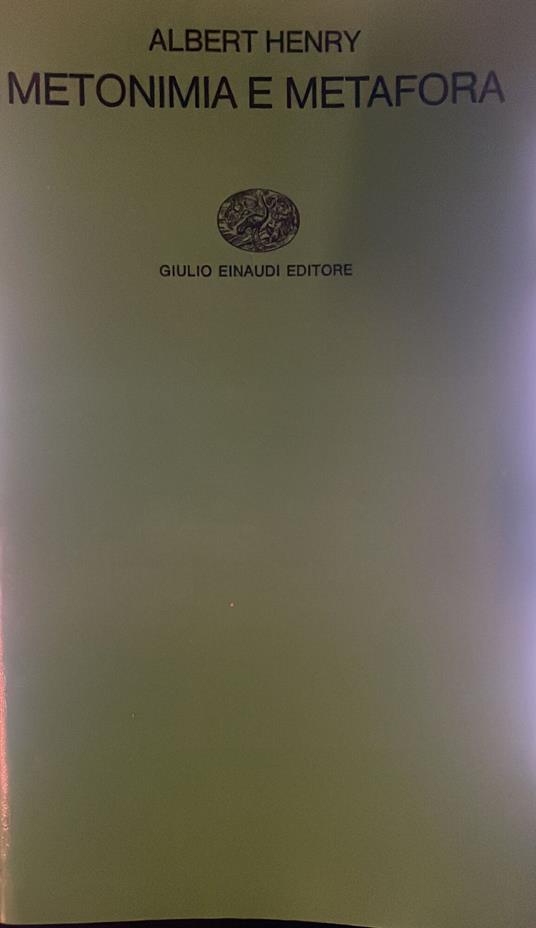 ALBERT HENRY
METONIMIA E METAFORA
GIULIO EINAUDI EDITORE